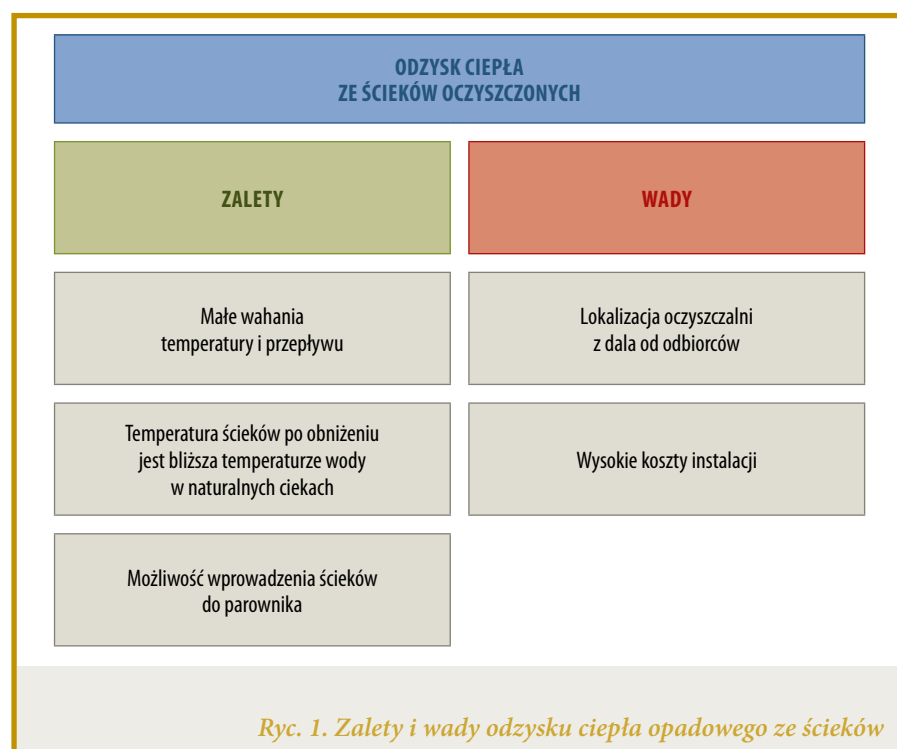 ODZYSK CIEPŁA
ZE ŚCIEKÓW OCZYSZCZONYCH
ZALETY
WADY
Małe wahania
temperatury i przepływu
Lokalizacja oczyszczalni
z dala od odbiorców
Temperatura ścieków po obniżeniu
jest bliższa temperaturze wody
w naturalnych ciekach
Wysokie koszty instalacji
Możliwość wprowadzenia ścieków
do parownika
Ryc. 1. Zalety i wady odzysku ciepła opadowego ze ścieków